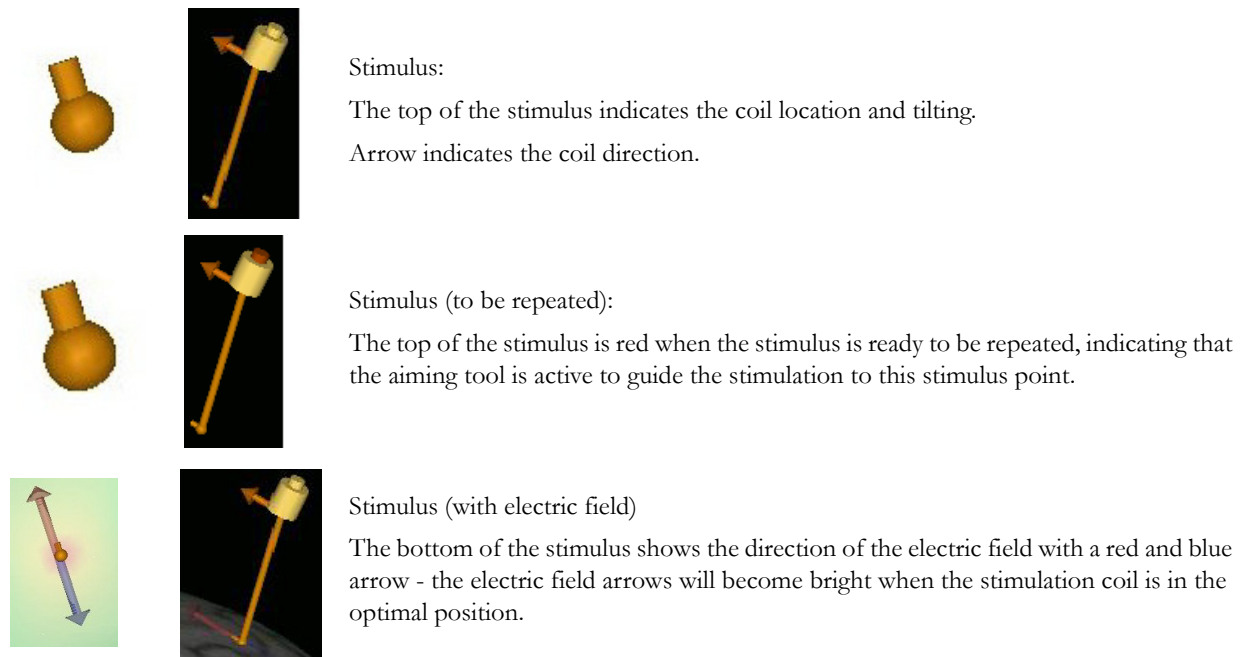 Stimulus:
The top of the stimulus indicates the coil location and tilting.
Arrow indicates the coil direction.
Stimulus (to be repeated):
The top of the stimulus is red when the stimulus is ready to be repeated, indicating that
the aiming tool is active to guide the stimulation to this stimulus point.
Stimulus (with electric field)
The bottom of the stimulus shows the direction of the electric field with a red and blue
arrow - the electric field arrows will become bright when the stimulation coil is in the
optimal position.